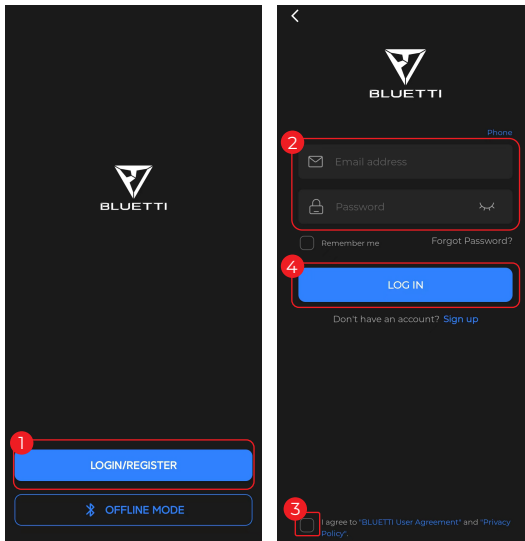 BLUETTI
1
LOGIN/REGISTER
OFFLINE MODE
BLUETTI
Phone
2
Email address
Password
Remember me
Forgot Password?
4
LOG IN
Don't have an account? Sign up
3
I agree to "BLUETTI User Agreement" and "Privacy
Policy".